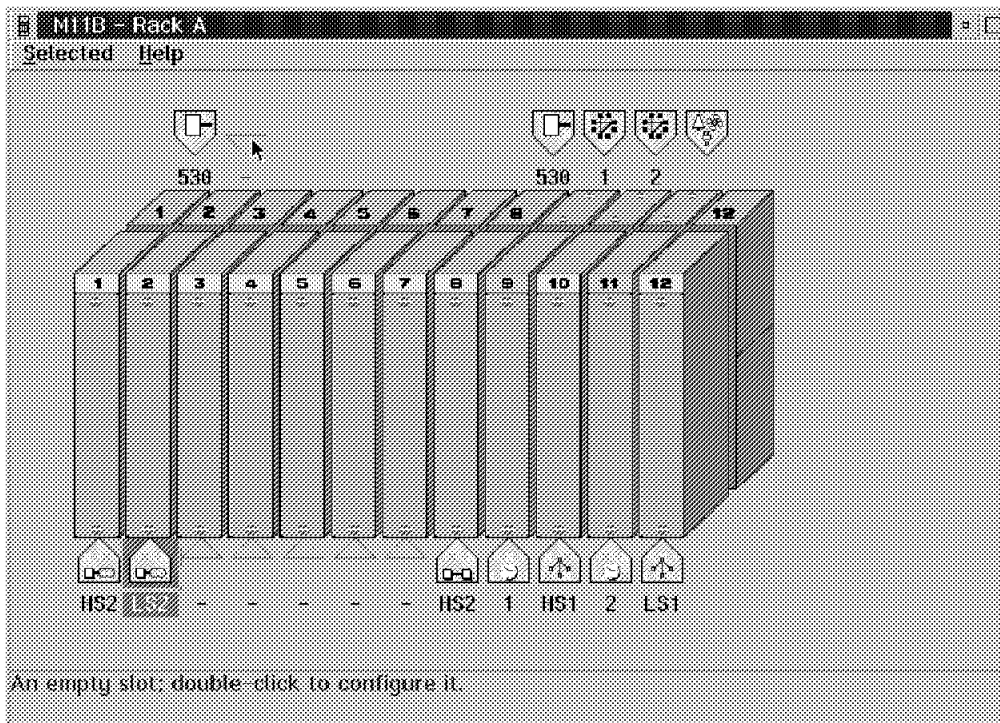 M11B - Rack A
Selected Help
530 - 530 1 2
1 2 3 4 5 6 7 8 12
1 2 3 4 5 6 7 8 9 10 11 12
HS2 LS2 - - - - - HS2 1 HS1 2 LS1
An empty slot; double-click to configure it.